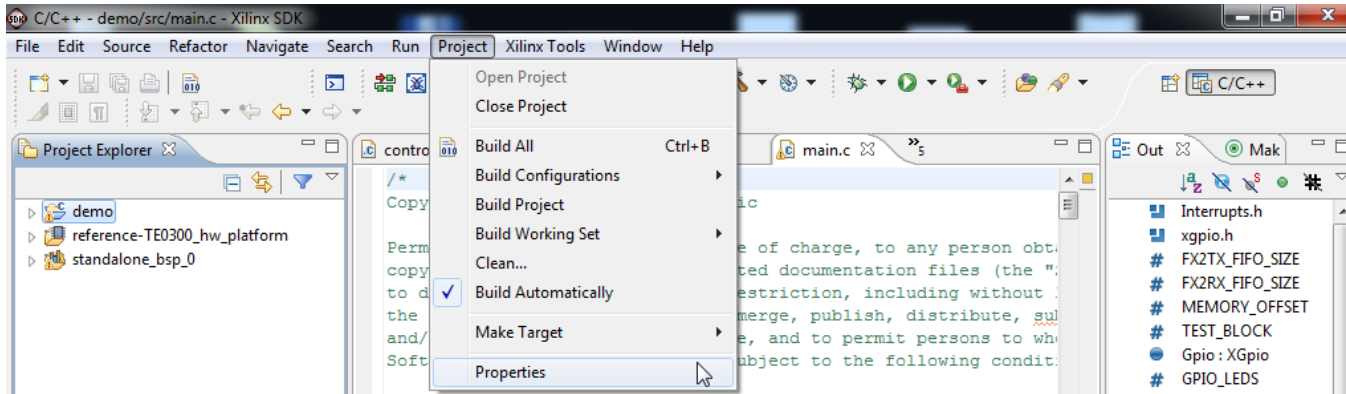 C/C++ - demo/src/main.c - Xilinx SDK
File Edit Source Refactor Navigate Search Run Project Xilinx Tools Window Help
Open Project
Close Project
Build All Ctrl+B
Build Configurations
Build Project
Build Working Set
Clean...
Build Automatically
Make Target
Properties
C/C++
Project Explorer
demo
reference-TE0300_hw_platform
standalone_bsp_0
contro
main.c
5
/*
Copy ic
Perm e of charge, to any person obt
copy ted documentation files (the "
to d estriction, including without
the merge, publish, distribute, su
and/ e, and to permit persons to wh
Soft ubject to the following condit
Out
Mak
Interrupts.h
xgpio.h
FX2TX_FIFO_SIZE
FX2RX_FIFO_SIZE
MEMORY_OFFSET
TEST_BLOCK
Gpio : XGpio
GPIO_LEDS